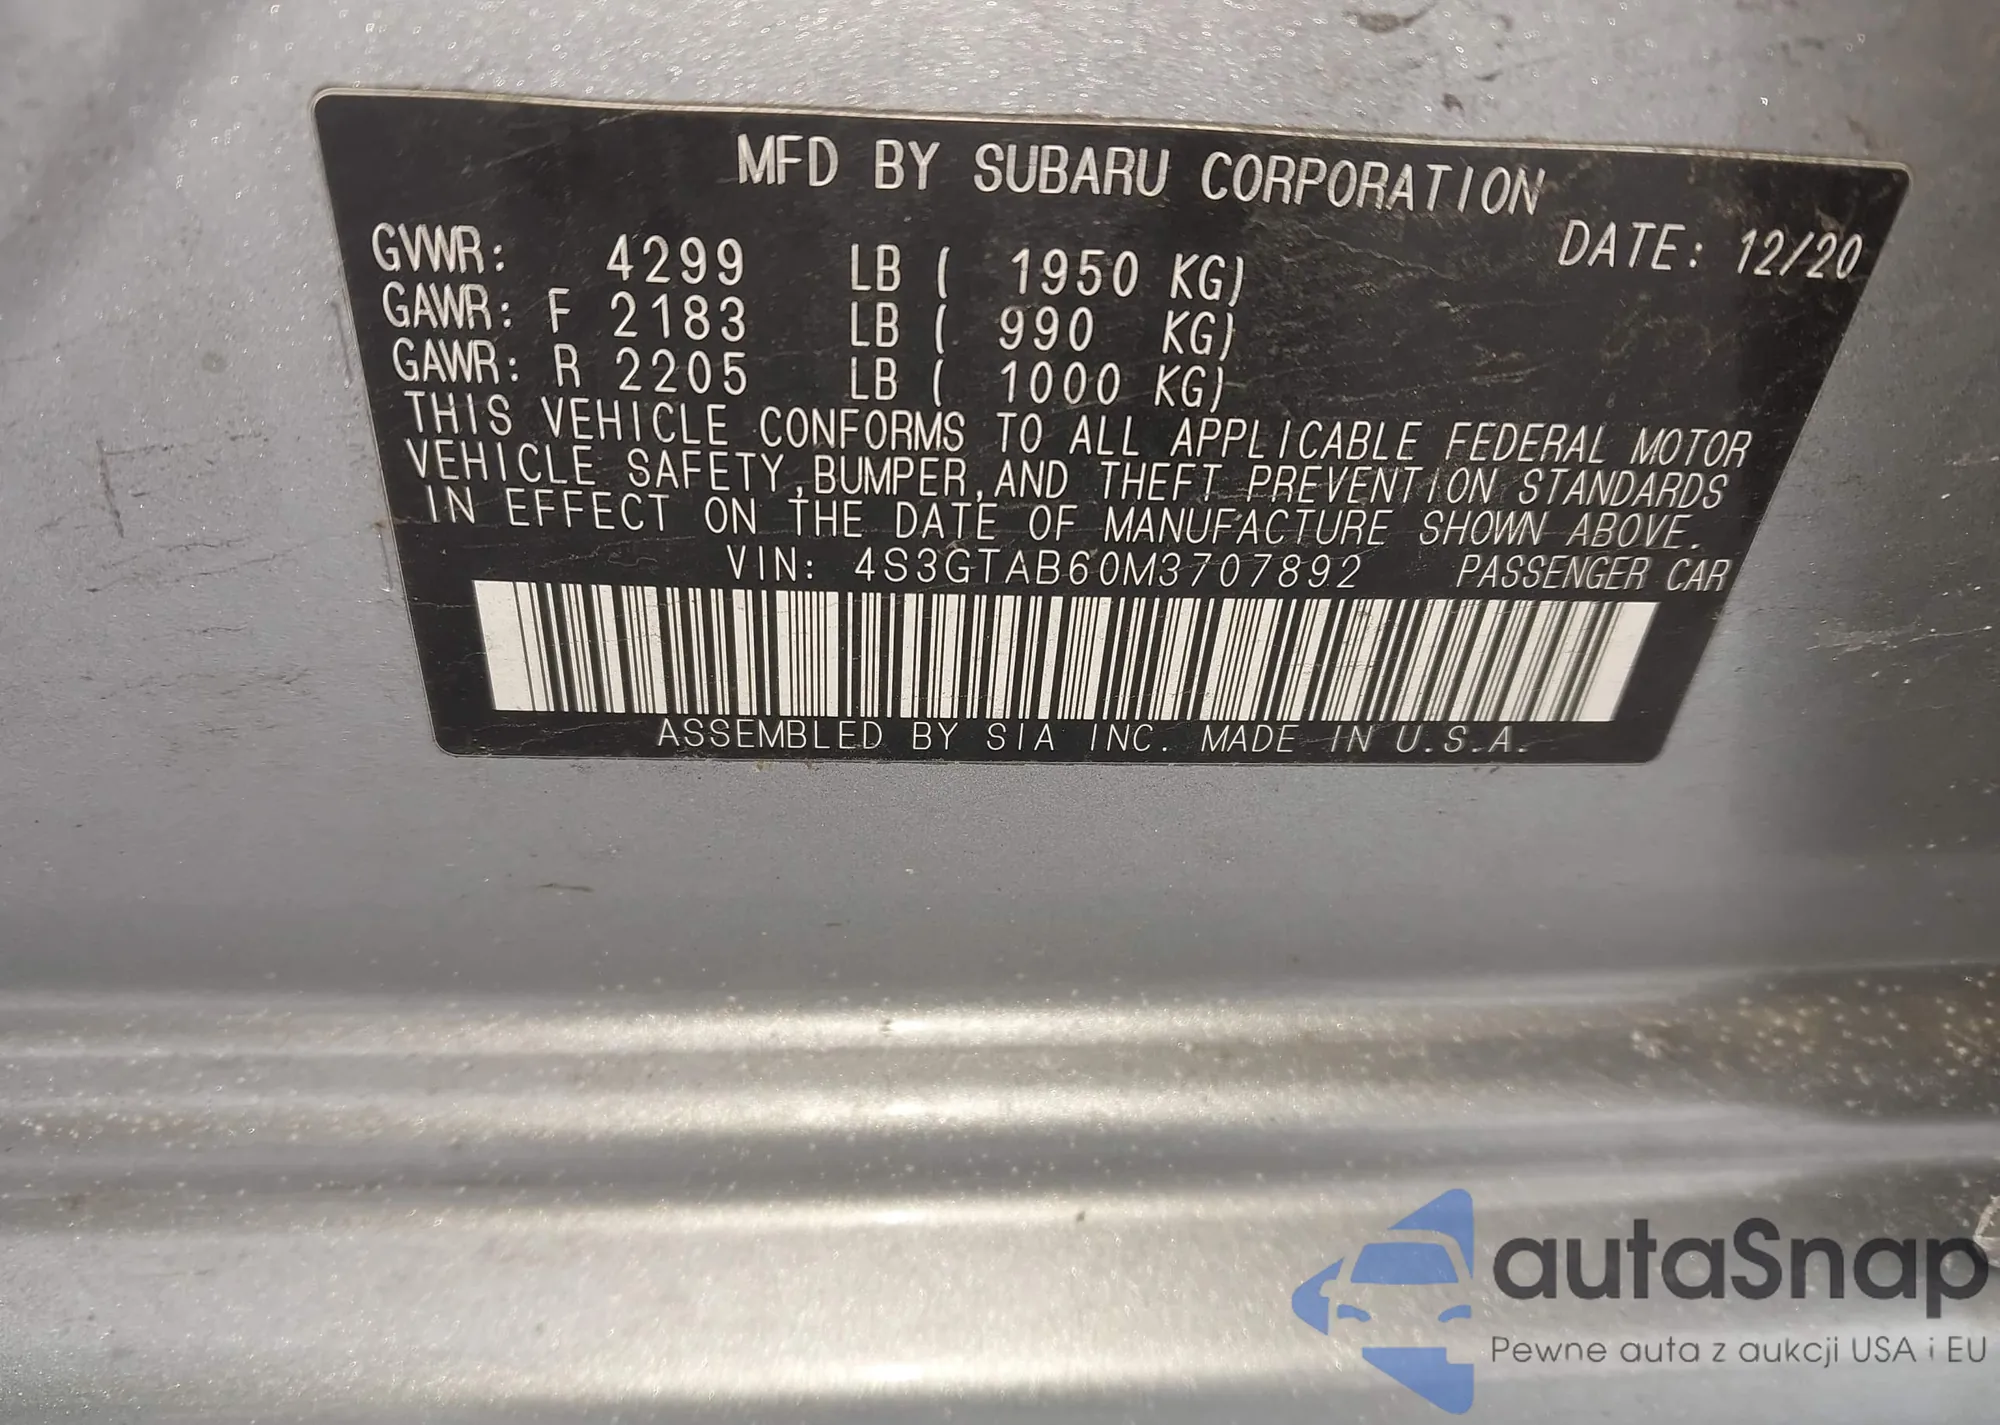 MFD BY SUBARU CORPORATION
DATE: 12/20
GVWR: 4299 LB ( 1950 KG)
GAWR: F 2183 LB ( 990 KG)
GAWR: R 2205 LB ( 1000 KG)
THIS VEHICLE CONFORMS TO ALL APPLICABLE FEDERAL MOTOR
VEHICLE SAFETY,BUMPER,AND THEFT PREVENTION STANDARDS
IN EFFECT ON THE DATE OF MANUFACTURE SHOWN ABOVE.
VIN: 4S3GTAB60M3707892 PASSENGER CAR
ASSEMBLED BY SIA INC. MADE IN U.S.A.
autaSnap
Pewne auta z aukcji USA i EU